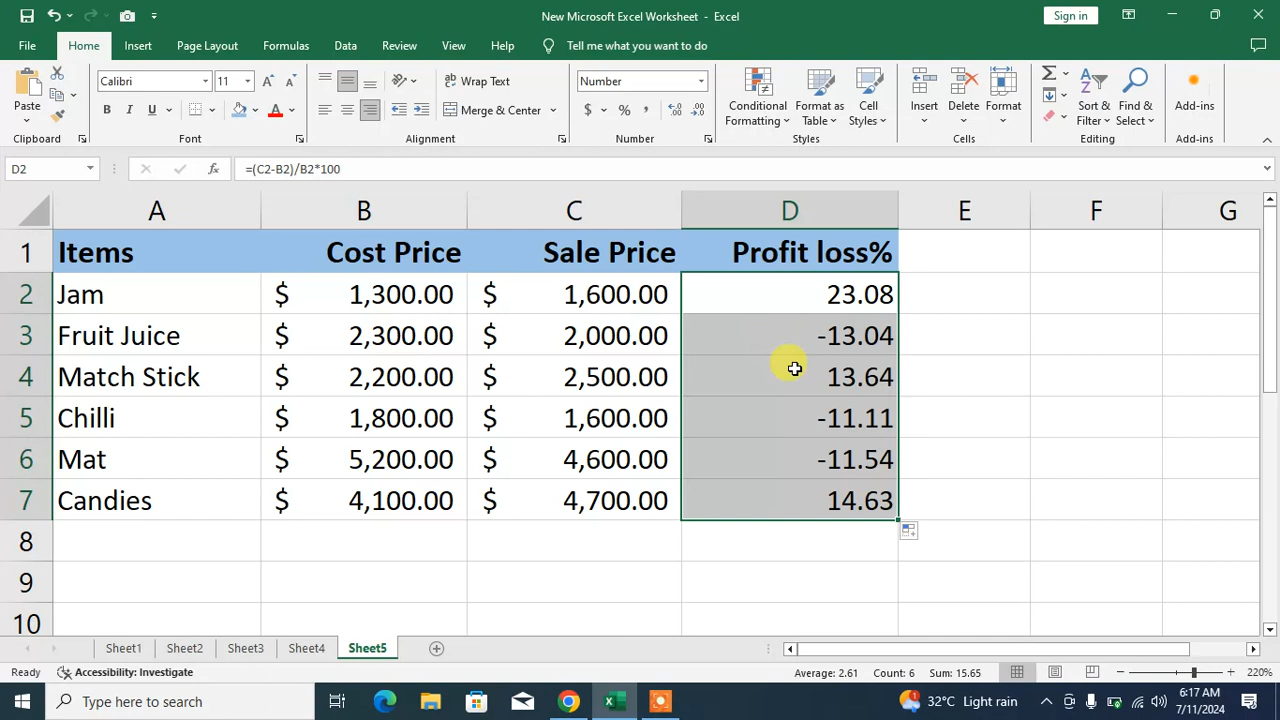 New Microsoft Excel Worksheet - Excel
Sign in
File Home Insert Page Layout Formulas Data Review View Help Tell me what you want to do
Paste
Calibri 11
B I U
Wrap Text
Merge & Center
Number
$ % ,
Conditional Formatting
Format as Table
Cell Styles
Insert
Delete
Format
Sort & Filter
Find & Select
Add-ins
Clipboard Font Alignment Number Styles Cells Editing Add-ins
D2 fx =(C2-B2)/B2*100
A B C D E F G
1 Items Cost Price Sale Price Profit loss%
2 Jam $ 1,300.00 $ 1,600.00 23.08
3 Fruit Juice $ 2,300.00 $ 2,000.00 -13.04
4 Match Stick $ 2,200.00 $ 2,500.00 13.64
5 Chilli $ 1,800.00 $ 1,600.00 -11.11
6 Mat $ 5,200.00 $ 4,600.00 -11.54
7 Candies $ 4,100.00 $ 4,700.00 14.63
8
9
10
Sheet1 Sheet2 Sheet3 Sheet4 Sheet5
Ready Accessibility: Investigate Average: 2.61 Count: 6 Sum: 15.65 220%
Type here to search 32°C Light rain 6:17 AM
7/11/2024